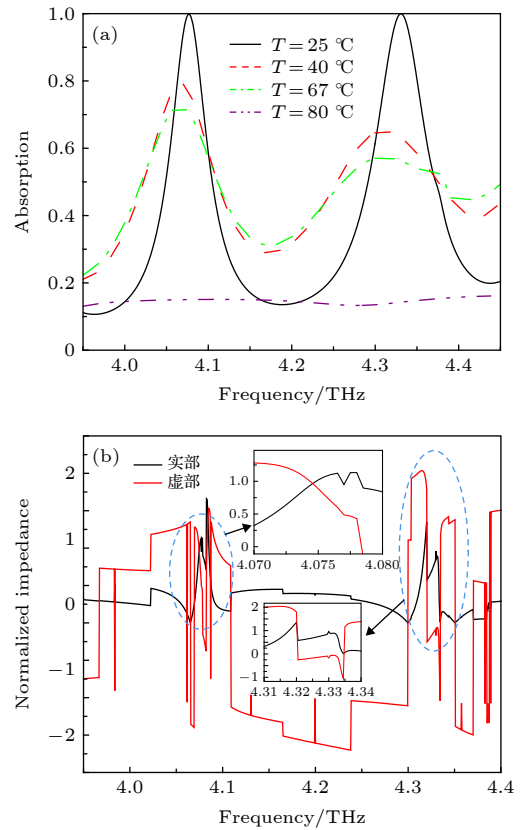 (a)
T = 25 ℃
T = 40 ℃
T = 67 ℃
T = 80 ℃
1.0
0.8
0.6
0.4
0.2
0
Absorption
4.0 4.1 4.2 4.3 4.4
Frequency/THz
(b)
实部
虚部
2
1
0
−1
−2
Normalized impedance
1.0
0.5
0
4.070 4.075 4.080
2
1
0
−1
4.31 4.32 4.33 4.34
4.0 4.1 4.2 4.3 4.4
Frequency/THz